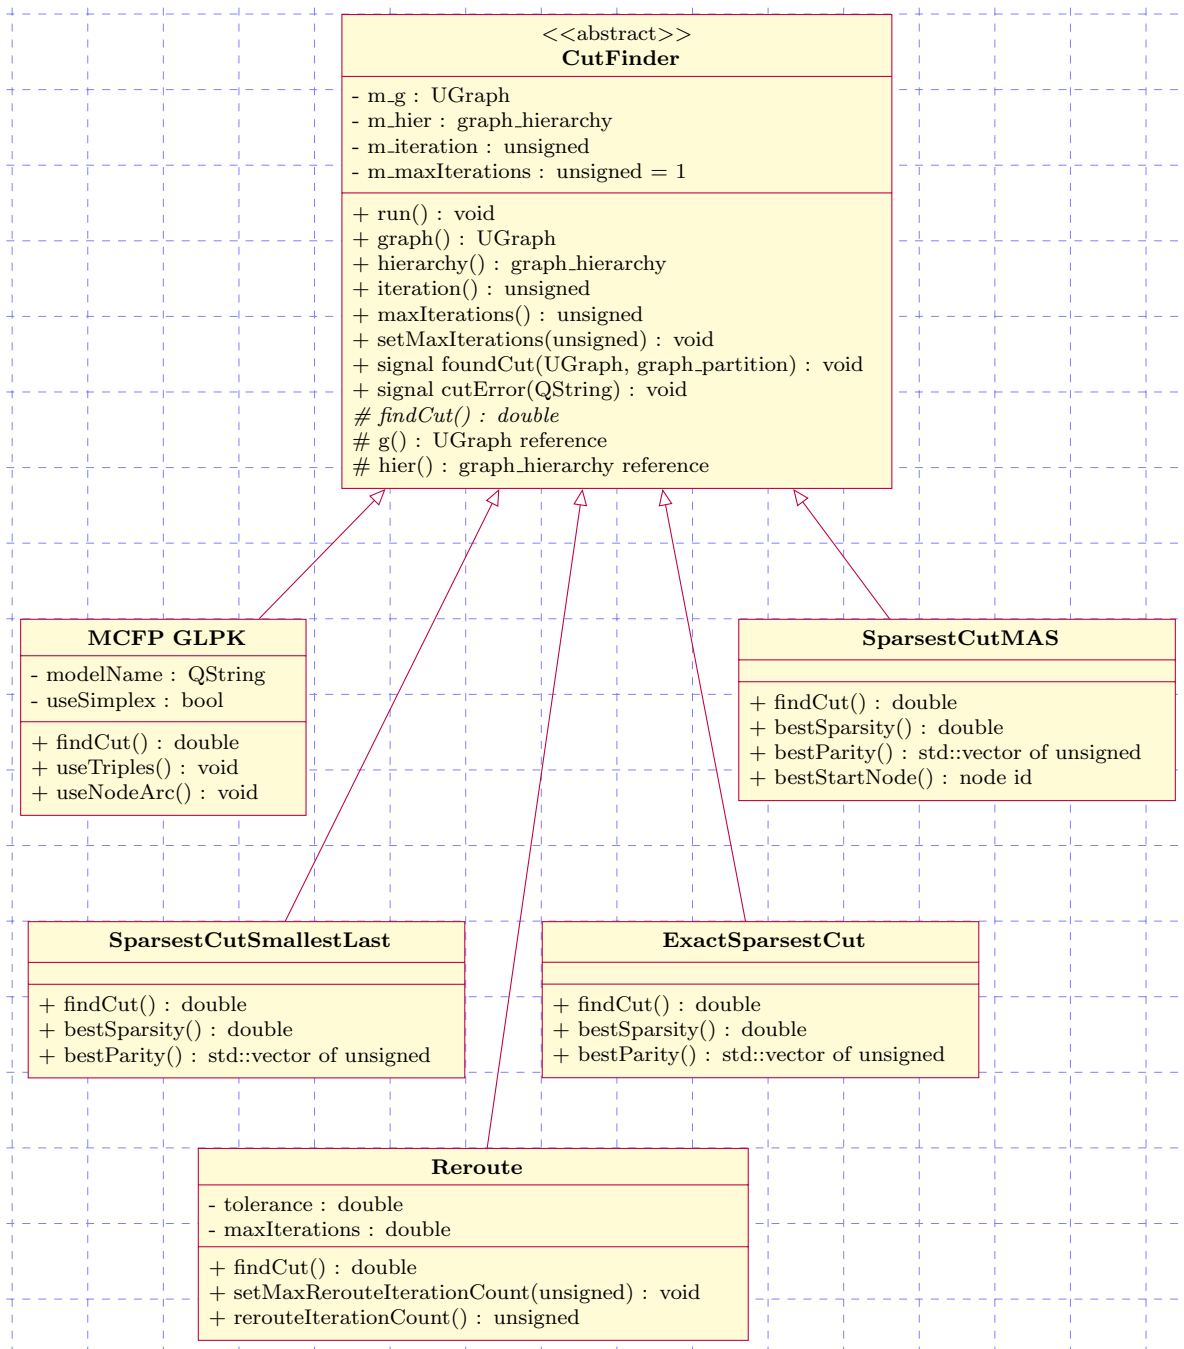 <<abstract>>
CutFinder
- m_g : UGraph
- m_hier : graph_hierarchy
- m_iteration : unsigned
- m_maxIterations : unsigned = 1
+ run() : void
+ graph() : UGraph
+ hierarchy() : graph_hierarchy
+ iteration() : unsigned
+ maxIterations() : unsigned
+ setMaxIterations(unsigned) : void
+ signal foundCut(UGraph, graph_partition) : void
+ signal cutError(QString) : void
# findCut() : double
# g() : UGraph reference
# hier() : graph_hierarchy reference
MCFP GLPK
- modelName : QString
- useSimplex : bool
+ findCut() : double
+ useTriples() : void
+ useNodeArc() : void
SparsestCutMAS
+ findCut() : double
+ bestSparsity() : double
+ bestParity() : std::vector of unsigned
+ bestStartNode() : node id
SparsestCutSmallestLast
+ findCut() : double
+ bestSparsity() : double
+ bestParity() : std::vector of unsigned
ExactSparsestCut
+ findCut() : double
+ bestSparsity() : double
+ bestParity() : std::vector of unsigned
Reroute
- tolerance : double
- maxIterations : double
+ findCut() : double
+ setMaxRerouteIterationCount(unsigned) : void
+ rerouteIterationCount() : unsigned